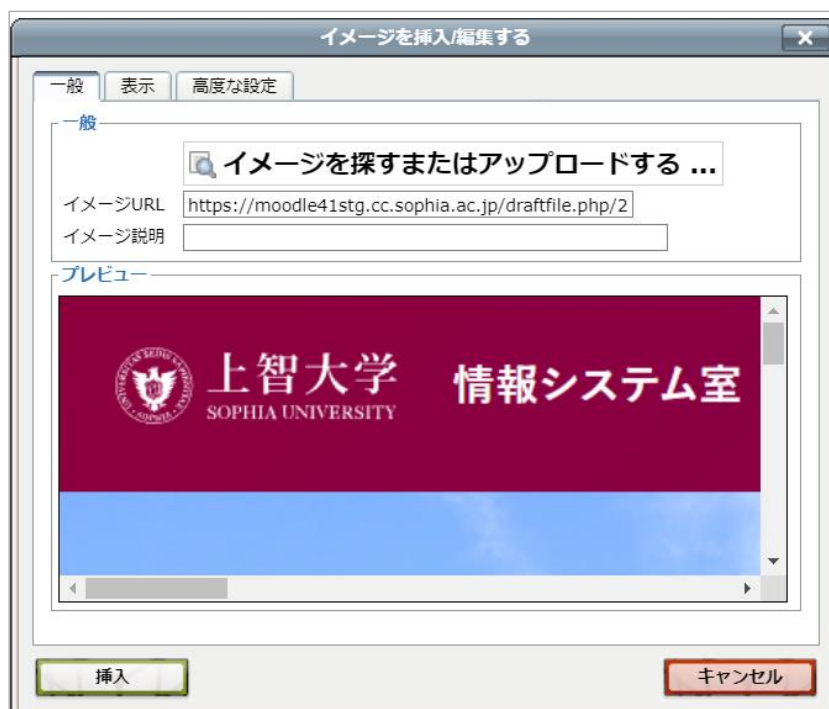 イメージを挿入/編集する
一般 表示 高度な設定
一般
イメージを探すまたはアップロードする ...
イメージURL https://moodle41stg.cc.sophia.ac.jp/draftfile.php/2
イメージ説明
プレビュー
上智大学 情報システム室
SOPHIA UNIVERSITY
挿入 キャンセル